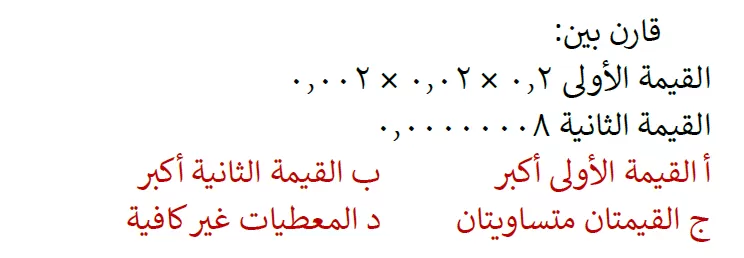 قارن بين:
القيمة الأولى ٠,٢ × ٠,٠٢ × ٠,٠٠٢
القيمة الثانية ٠,٠٠٠٠٠٠٠٨
أ القيمة الأولى أكبر ب القيمة الثانية أكبر
ج القيمتان متساويتان د المعطيات غير كافية